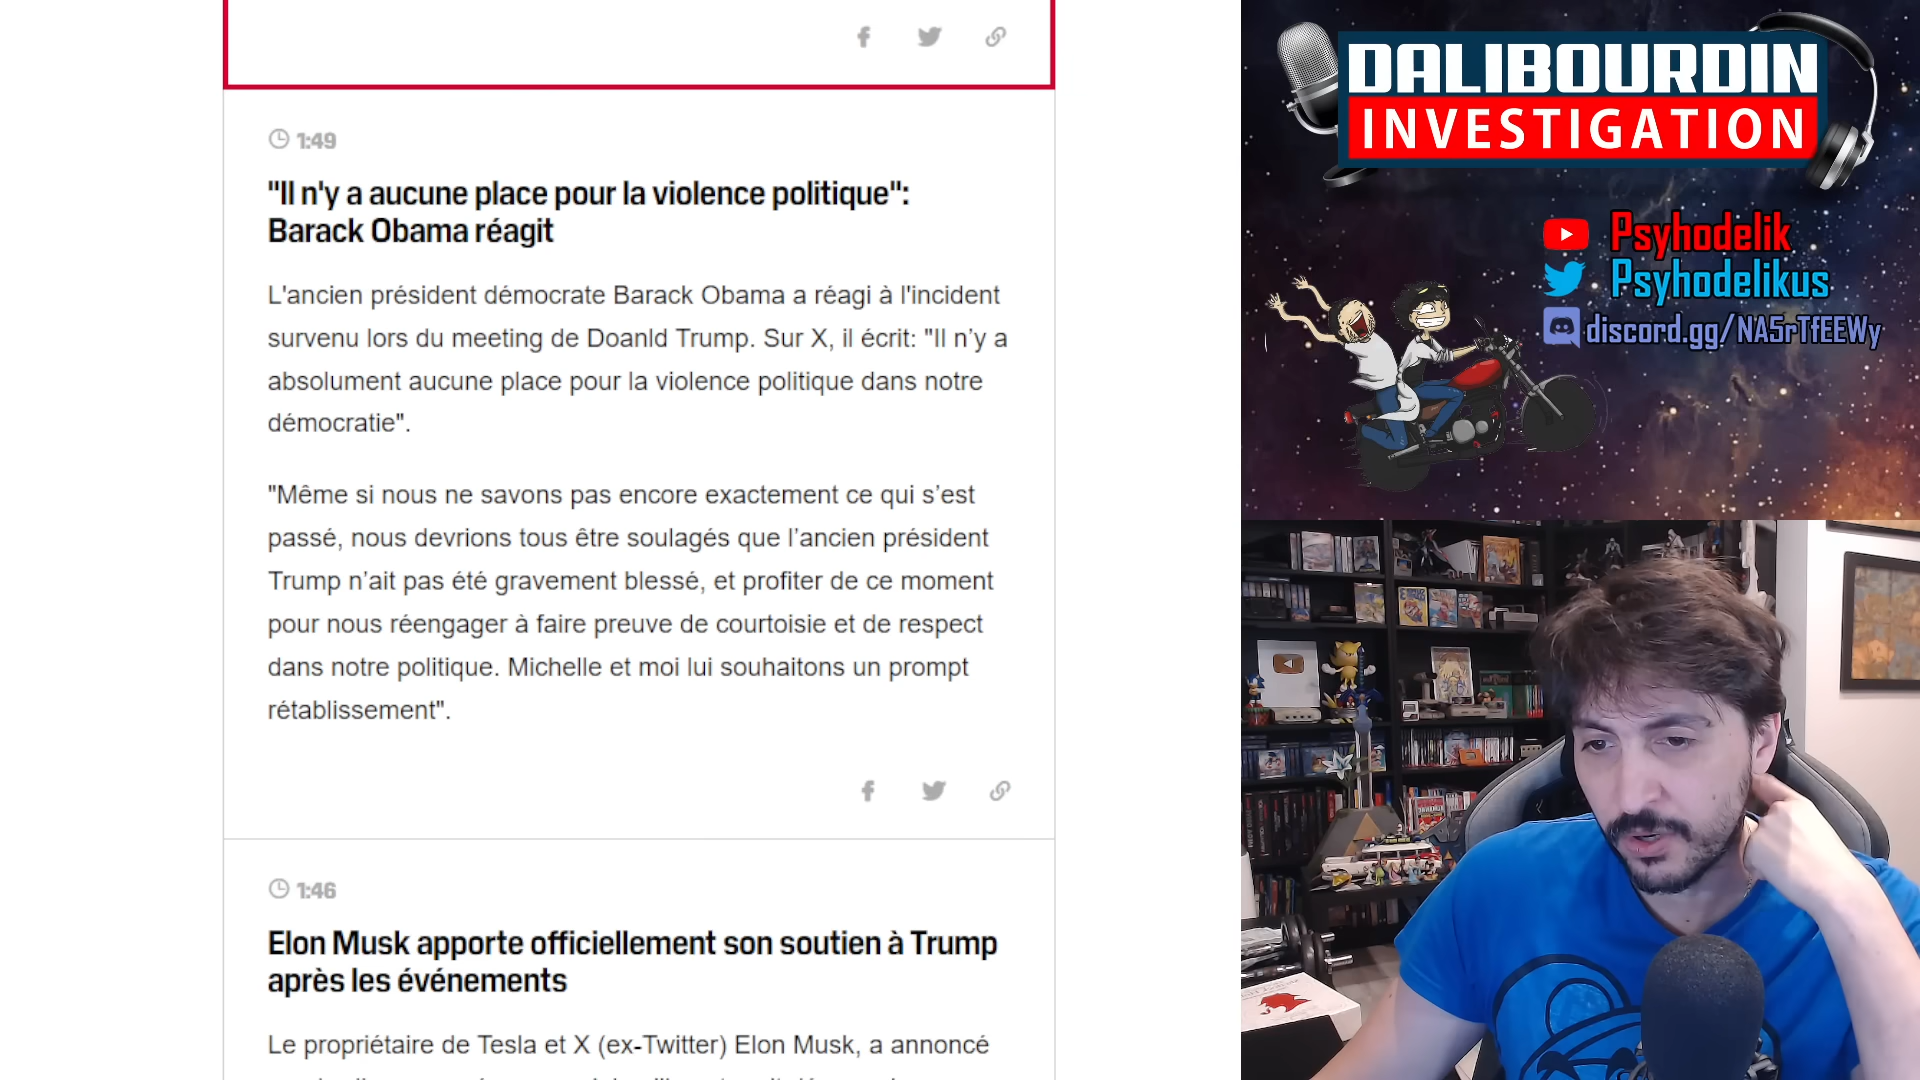 1:49
"Il n'y a aucune place pour la violence politique":
Barack Obama réagit
L'ancien président démocrate Barack Obama a réagi à l'incident
survenu lors du meeting de Doanld Trump. Sur X, il écrit: "Il n’y a
absolument aucune place pour la violence politique dans notre
démocratie".
"Même si nous ne savons pas encore exactement ce qui s’est
passé, nous devrions tous être soulagés que l’ancien président
Trump n’ait pas été gravement blessé, et profiter de ce moment
pour nous réengager à faire preuve de courtoisie et de respect
dans notre politique. Michelle et moi lui souhaitons un prompt
rétablissement".
1:46
Elon Musk apporte officiellement son soutien à Trump
après les événements
Le propriétaire de Tesla et X (ex-Twitter) Elon Musk, a annoncé
DALIBOURDIN
INVESTIGATION
Psyhodelik
Psyhodelikus
discord.gg/NA5rTfEEWy